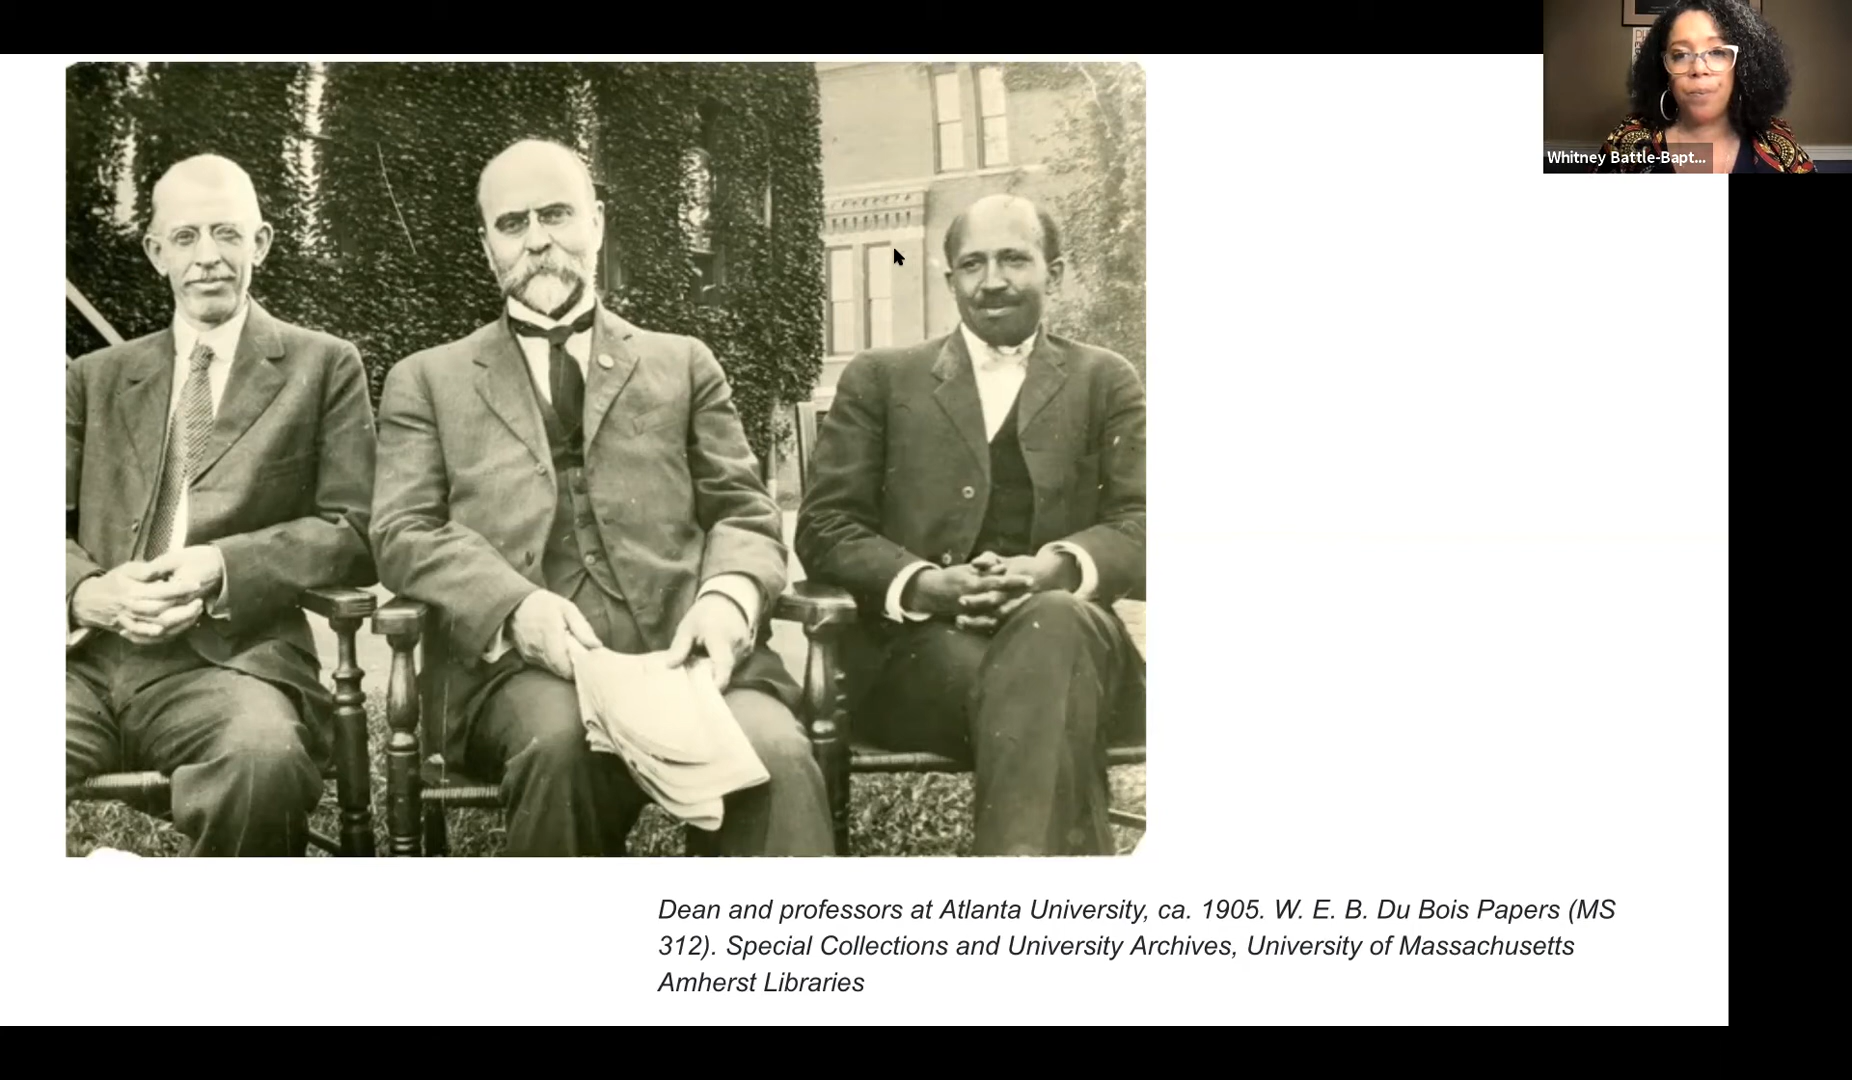 Whitney Battle-Bapt...
Dean and professors at Atlanta University, ca. 1905. W. E. B. Du Bois Papers (MS
312). Special Collections and University Archives, University of Massachusetts
Amherst Libraries